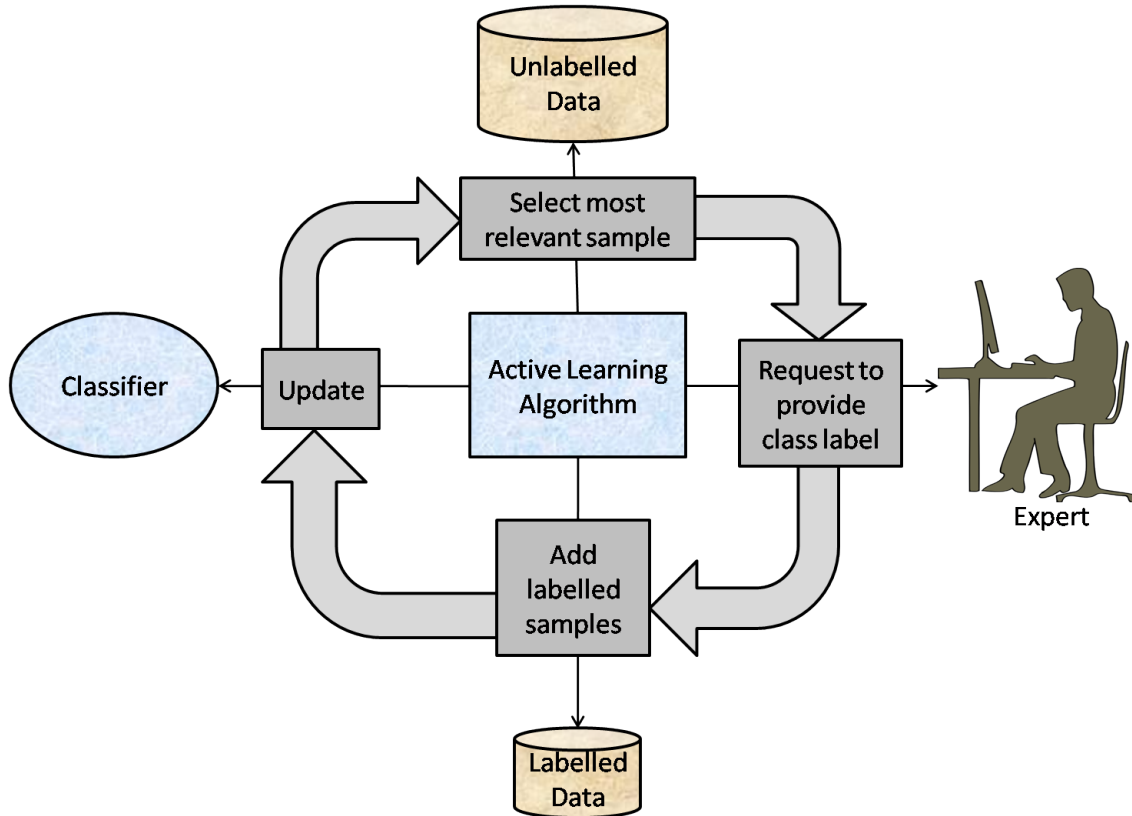 Unlabelled
Data
Select most
relevant sample
Classifier
Update
Active Learning
Algorithm
Request to
provide
class label
Expert
Add
labelled
samples
Labelled
Data